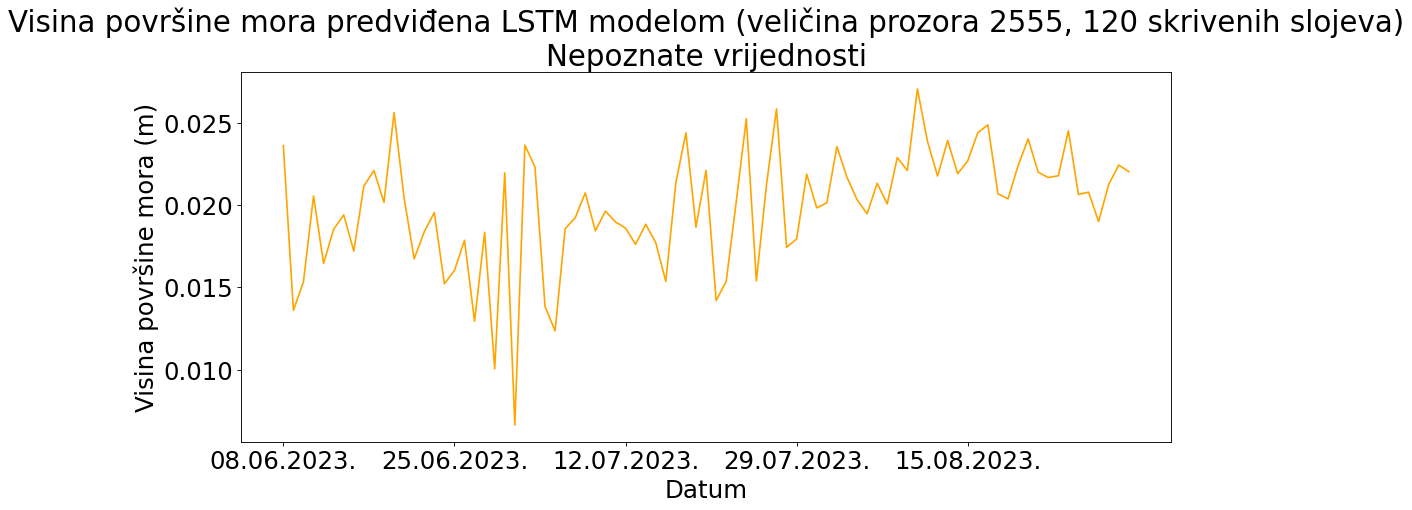 Visina površine mora predviđena LSTM modelom (veličina prozora 2555, 120 skrivenih slojeva)
Nepoznate vrijednosti
Visina površine mora (m)
0.025
0.020
0.015
0.010
08.06.2023. 25.06.2023. 12.07.2023. 29.07.2023. 15.08.2023.
Datum